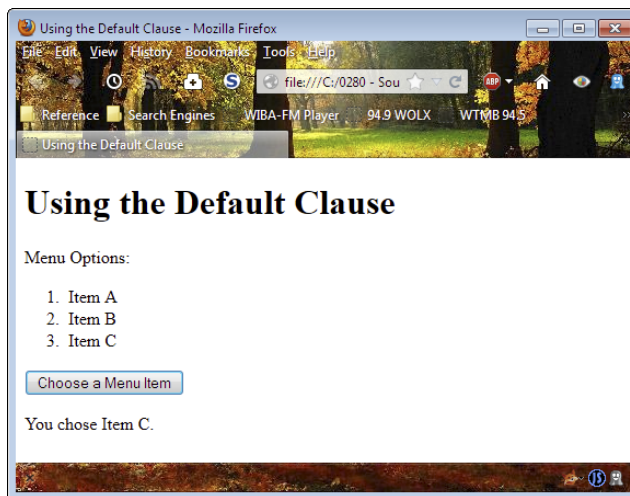 Using the Default Clause - Mozilla Firefox
File Edit View History Bookmarks Tools Help
S file:///C:/0280 - Sou C ABP
Reference Search Engines WIBA-FM Player 94.9 WOLX WTMB 94.5 »
Using the Default Clause
Using the Default Clause
Menu Options:
1. Item A
2. Item B
3. Item C
Choose a Menu Item
You chose Item C.
JS